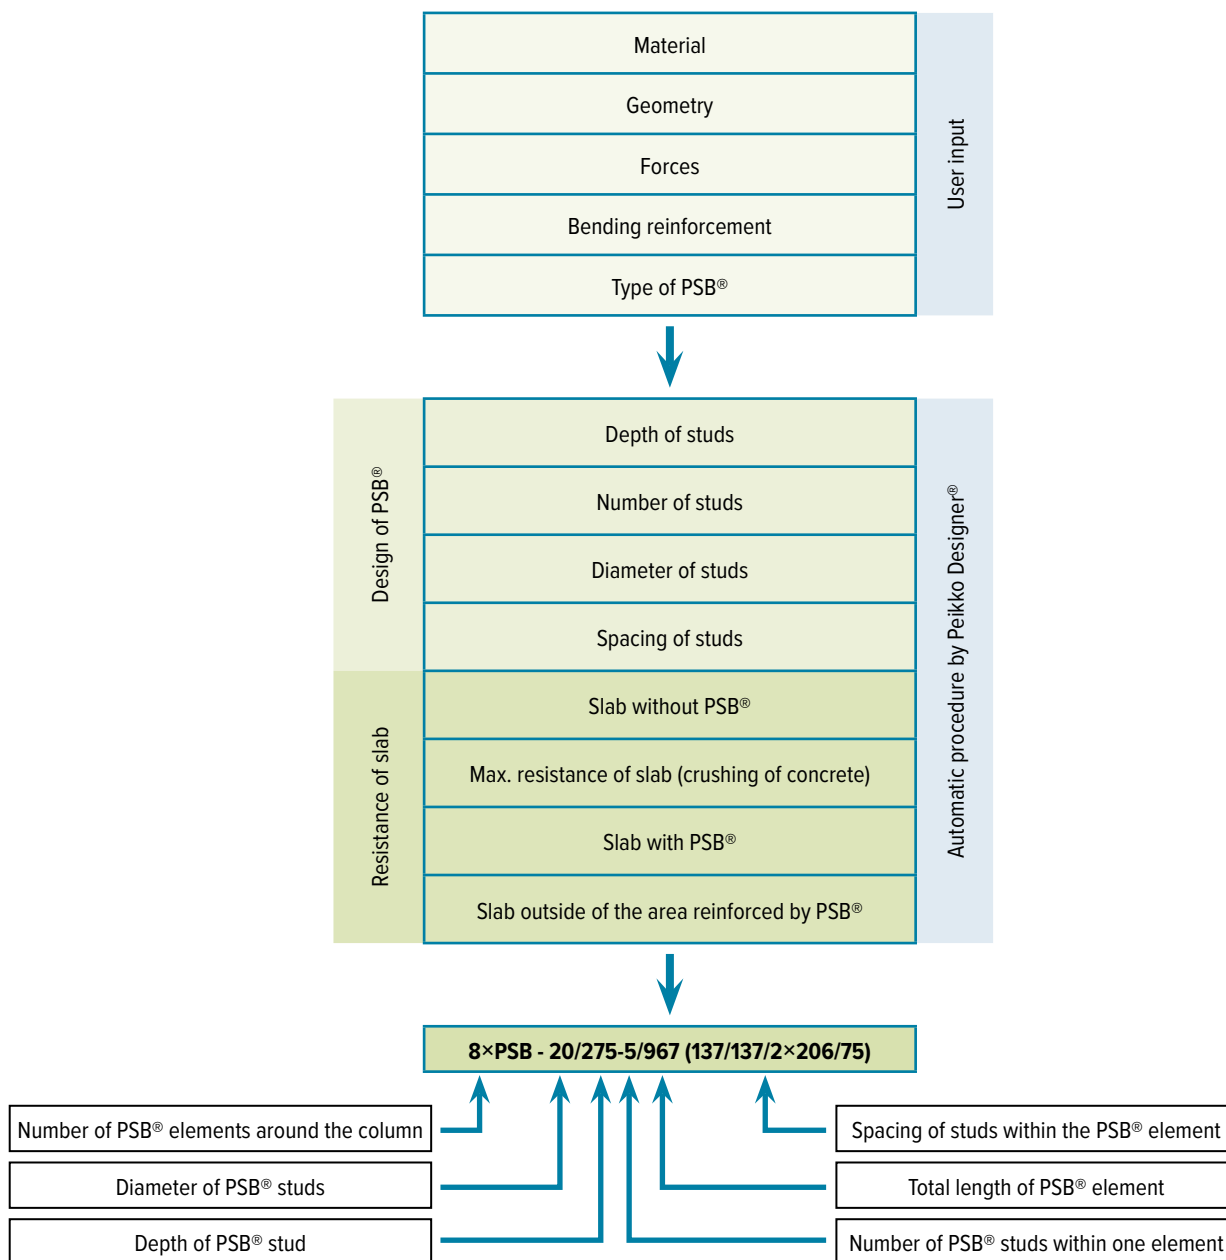 Material
Geometry
Forces
Bending reinforcement
Type of PSB®
User input
Design of PSB®
Depth of studs
Number of studs
Diameter of studs
Spacing of studs
Resistance of slab
Slab without PSB®
Max. resistance of slab (crushing of concrete)
Slab with PSB®
Slab outside of the area reinforced by PSB®
Automatic procedure by Peikko Designer®
8×PSB - 20/275-5/967 (137/137/2×206/75)
Number of PSB® elements around the column
Diameter of PSB® studs
Depth of PSB® stud
Spacing of studs within the PSB® element
Total length of PSB® element
Number of PSB® studs within one element